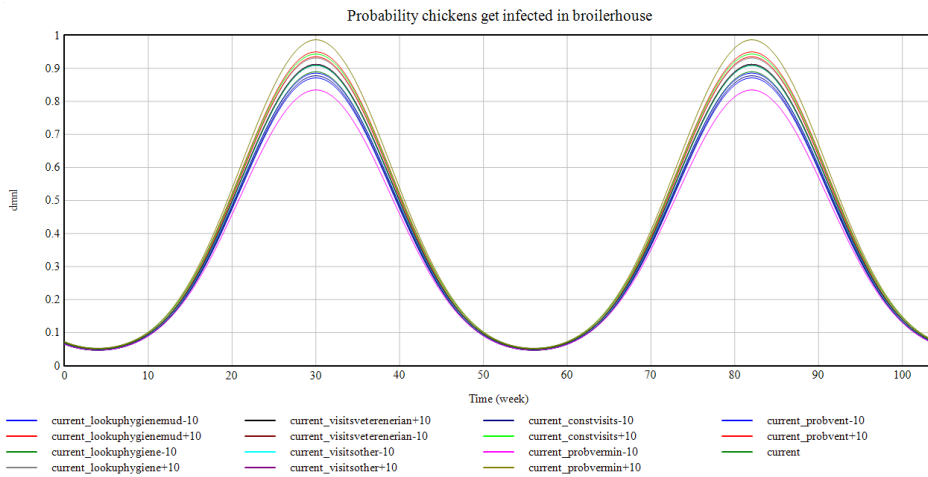 Probability chickens get infected in broilerhouse
1
0.9
0.8
0.7
0.6
0.5
0.4
0.3
0.2
0.1
0
dmnl
0 10 20 30 40 50 60 70 80 90 100
Time (week)
current_lookuphygienemud-10 current_visitsveterenerian+10 current_constvisits-10 current_probvent-10
current_lookuphygienemud+10 current_visitsveterenerian-10 current_constvisits+10 current_probvent+10
current_lookuphygiene-10 current_visitsother-10 current_probvermin-10 current
current_lookuphygiene+10 current_visitsother+10 current_probvermin+10